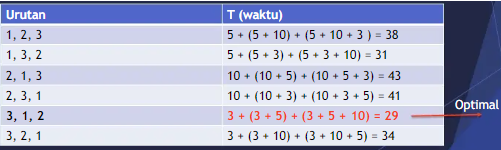 Urutan T (waktu)
1, 2, 3 5 + (5 + 10) + (5 + 10 + 3 ) = 38
1, 3, 2 5 + (5 + 3) + (5 + 3 + 10) = 31
2, 1, 3 10 + (10 + 5) + (10 + 5 + 3) = 43
2, 3, 1 10 + (10 + 3) + (10 + 3 + 5) = 41
3, 1, 2 3 + (3 + 5) + (3 + 5 + 10) = 29
Optimal
3, 2, 1 3 + (3 + 10) + (3 + 10 + 5) = 34